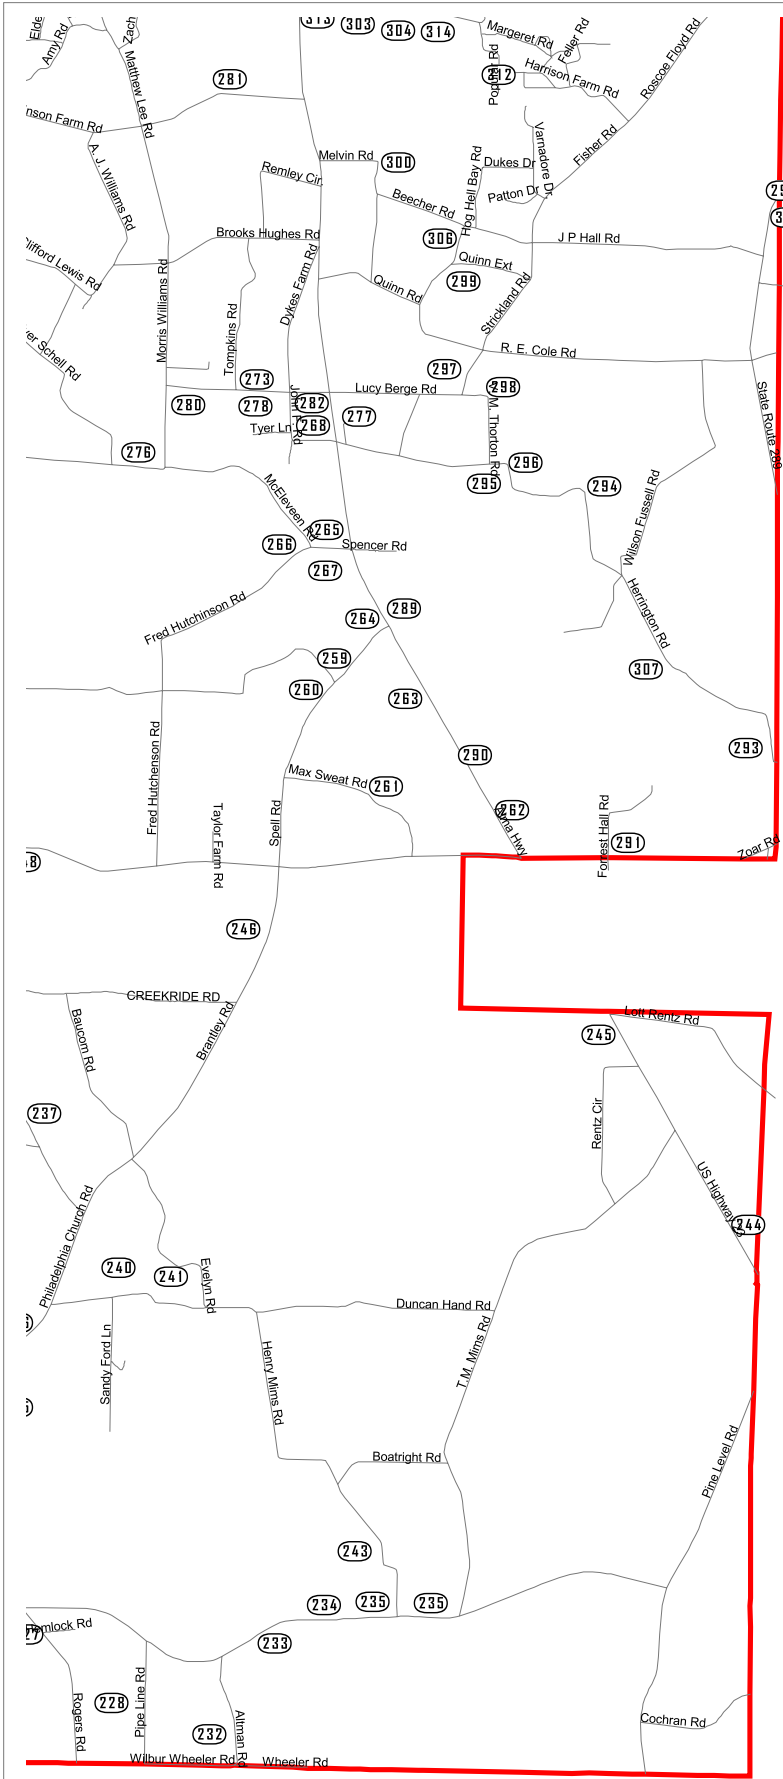 313
303
304
314
Amy Rd
Zach
Margeret Rd
Feller Rd
Matthew Lee Rd
281
312
Harrison Farm Rd
Roscoe Floyd Rd
nson Farm Rd
Varnadore Dr.
Fisher Rd
Melvin Rd
300
Hog Hell Bay Rd
Dukes Dr
A. J. Williams Rd
Remley Cir.
Beecher Rd
Patton Dr
Brooks Hughes Rd
306
J P Hall Rd
lifford Lewis Rd
Dykes Farm Rd
Quinn Ext
299
Quinn Rd
Strickland Rd
Morris Williams Rd
Tompkins Rd
er Schell Rd
R. E. Cole Rd
297
273
Lucy Berge Rd
298
State Route 289
280
278
282
277
M. Thorton Rd
Tyer Ln
268
276
296
295
294
McEleveen Rd
Wilson Fussell Rd
265
266
Spencer Rd
267
Fred Hutchinson Rd
289
264
Herrington Rd
259
307
260
263
Fred Hutchenson Rd
290
293
Max Sweat Rd
261
Taylor Farm Rd
Spell Rd
262
Alma Hwy
Forrest Hall Rd
291
Zoar Rd
246
CREEKRIDE RD
Baucom Rd
Brantley Rd
Lott Rentz Rd
245
237
Rentz Cir
Philadelphia Church Rd
US Highway
244
240
241
Evelyn Rd
Duncan Hand Rd
Sandy Ford Ln
Henry Mims Rd
T.M. Mims Rd
Boatright Rd
Pine Level Rd
243
234
235
235
Hemlock Rd
27
233
Rogers Rd
228
Pipe Line Rd
232
Altman Rd
Cochran Rd
Wilbur Wheeler Rd
Wheeler Rd